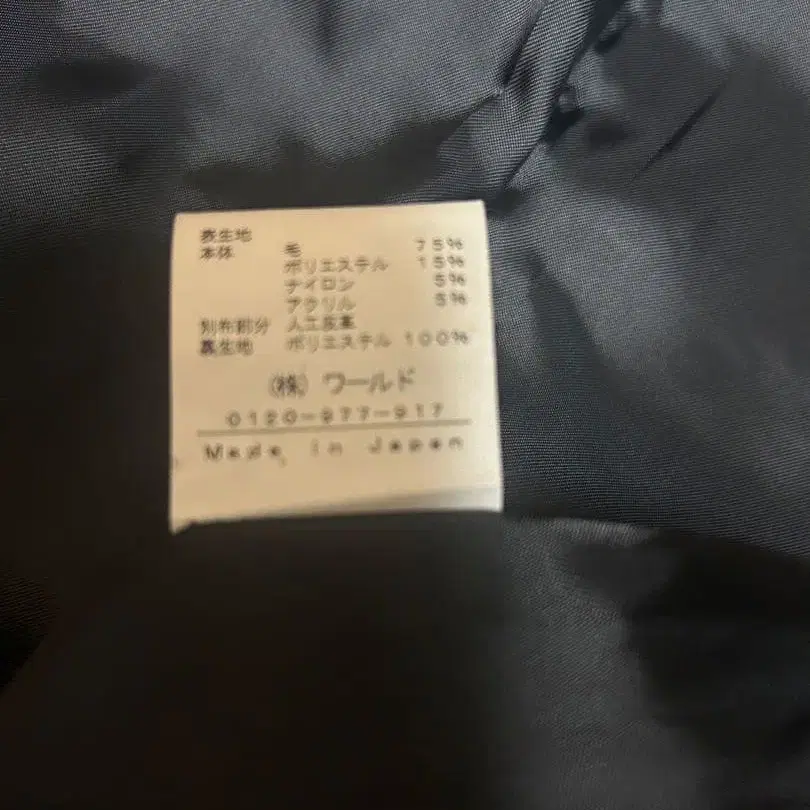 表生地
本体 毛 75%
ポリエステル 15%
ナイロン 5%
アクリル 5%
別布部分 人工皮革
裏生地 ポリエステル 100%
(株) ワールド
0120-977-917
Made in Japan